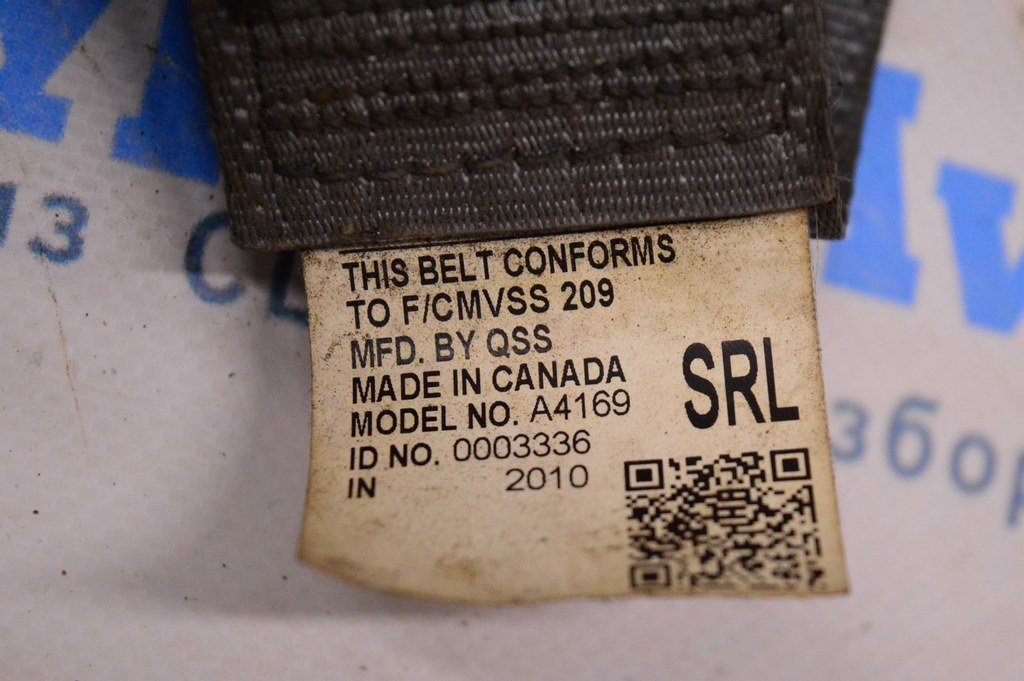 THIS BELT CONFORMS
TO F/CMVSS 209
MFD. BY QSS
MADE IN CANADA
MODEL NO. A4169
ID NO. 0003336
IN 2010
SRL
из